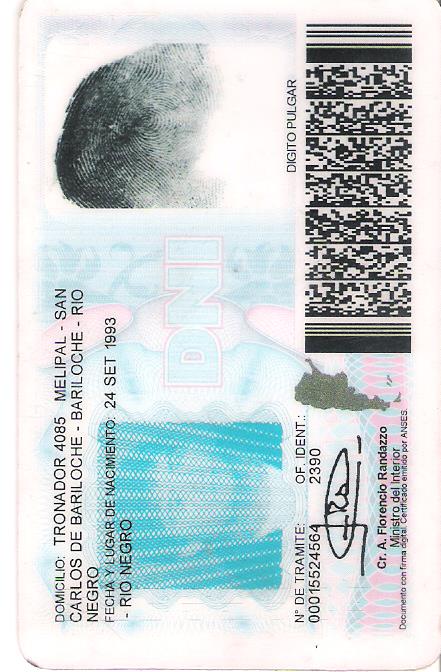 DOMICILIO: TRONADOR 4085 MELIPAL - SAN
CARLOS DE BARILOCHE - BARILOCHE - RIO
NEGRO
FECHA Y LUGAR DE NACIMIENTO: 24 SET 1993
- RIO NEGRO
DNI
DIGITO PULGAR
N° DE TRAMITE: OF. IDENT.:
00015524564 2390
Cr. A. Florencio Randazzo
Ministro del Interior
Documento con firma digital. Certificado emitido por ANSES.